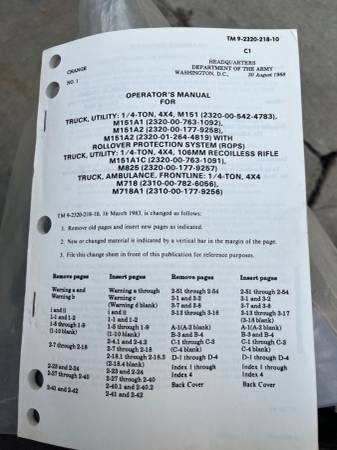 TM 9-2320-218-10
C1
CHANGE
NO. 1
HEADQUARTERS
DEPARTMENT OF THE ARMY
WASHINGTON, D.C., 20 August 1988
OPERATOR'S MANUAL
FOR
TRUCK, UTILITY: 1/4-TON, 4X4, M151 (2320-00-542-4783),
M151A1 (2320-00-763-1092),
M151A2 (2320-00-177-9258),
M151A2 (2320-01-264-4819) WITH
ROLLOVER PROTECTION SYSTEM (ROPS)
TRUCK, UTILITY: 1/4-TON, 4X4, 106MM RECOILLESS RIFLE
M151A1C (2320-00-763-1091),
M825 (2320-00-177-9257)
TRUCK, AMBULANCE, FRONTLINE: 1/4-TON, 4X4
M718 (2310-00-782-6056),
M718A1 (2310-00-177-9256)
TM 9-2320-218-10, 16 March 1983, is changed as follows:
1. Remove old pages and insert new pages as indicated.
2. New or changed material is indicated by a vertical bar in the margin of the page.
3. File this change sheet in front of this publication for reference purposes.
Remove pages Insert pages Remove pages Insert pages
Warning a and Warning a through 2-51 through 2-54 2-51 through 2-54
Warning b Warning c 3-1 and 3-2 3-1 and 3-2
(Warning d blank) 3-7 and 3-8 3-7 and 3-8
i and ii i and ii 3-13 through 3-16 3-13 through 3-17
1-1 and 1-2 1-1 and 1-2 (3-18 blank)
1-5 through 1-9 1-5 through 1-9 A-1(A-2 blank) A-1(A-2 blank)
(1-10 blank) (1-10 blank) B-3 and B-4 B-3 and B-4
2-4.1 and 2-4.2 C-1 through C-3 C-1 through C-3
2-7 through 2-18 2-7 through 2-18 (C-4 blank) (C-4 blank)
2-18.1 through 2-18.3 D-1 through D-4 D-1 through D-4
(2-18.4 blank) Index 1 through Index 1 through
2-23 and 2-24 2-23 and 2-24 Index 4 Index 4
2-27 through 2-40 2-27 through 2-40 Back Cover Back Cover
2-40.1 and 2-40.2
2-41 and 2-42 2-41 and 2-42